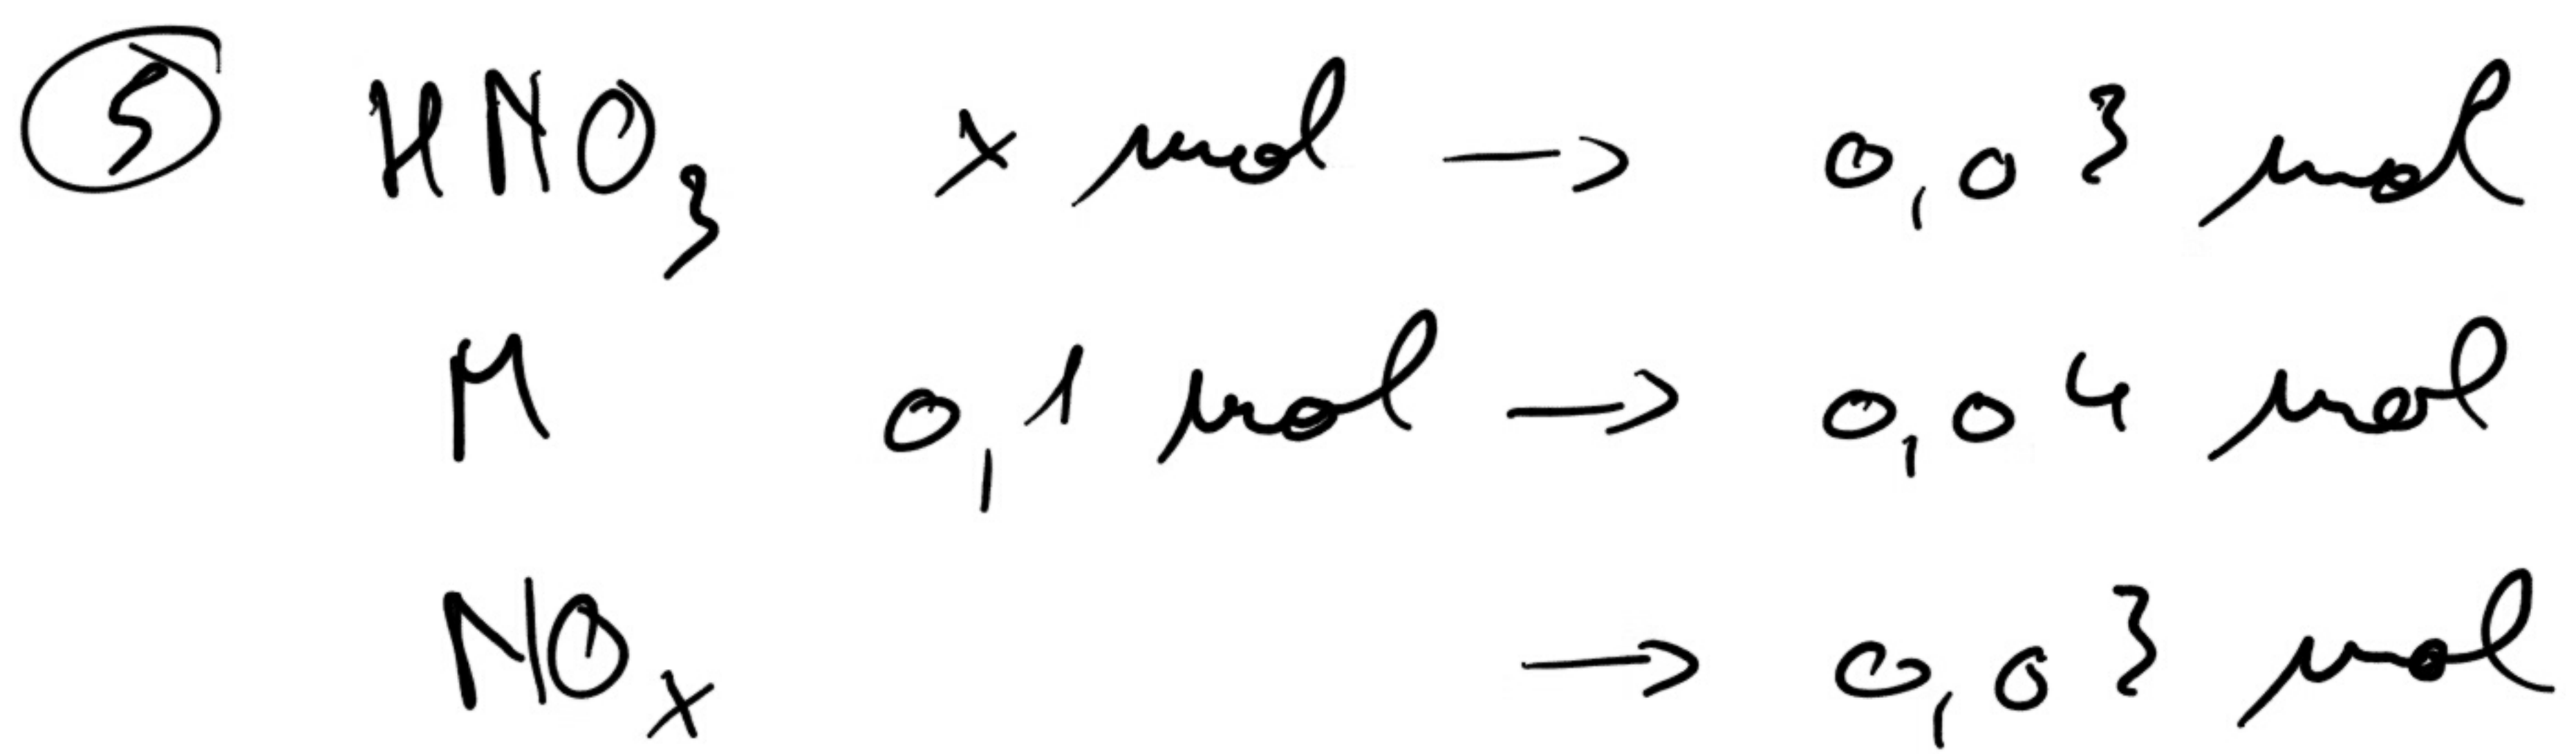 ⑤ HNO₃ x mol → 0,03 mol
M 0,1 mol → 0,04 mol
NOₓ → 0,03 mol